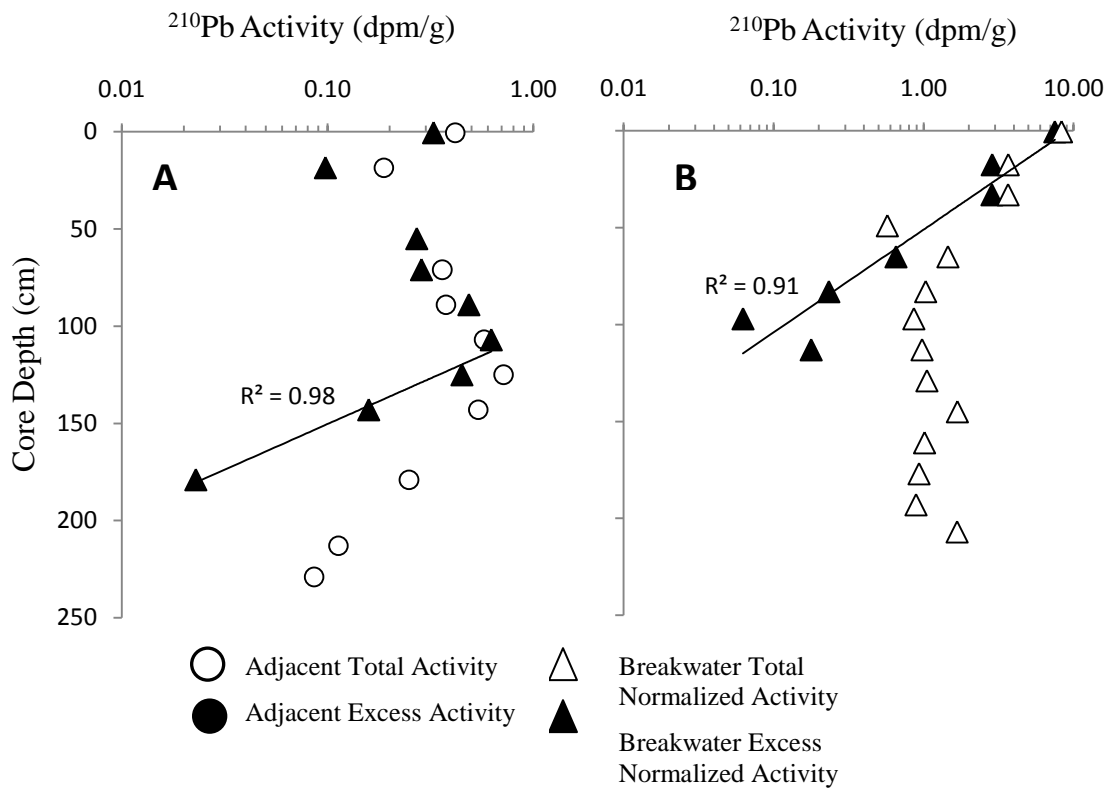 ²¹⁰Pb Activity (dpm/g)
0.01 0.10 1.00
0
50
100
150
200
250
Core Depth (cm)
A
R² = 0.98
²¹⁰Pb Activity (dpm/g)
0.01 0.10 1.00 10.00
B
R² = 0.91
Adjacent Total Activity
Adjacent Excess Activity
Breakwater Total
Normalized Activity
Breakwater Excess
Normalized Activity